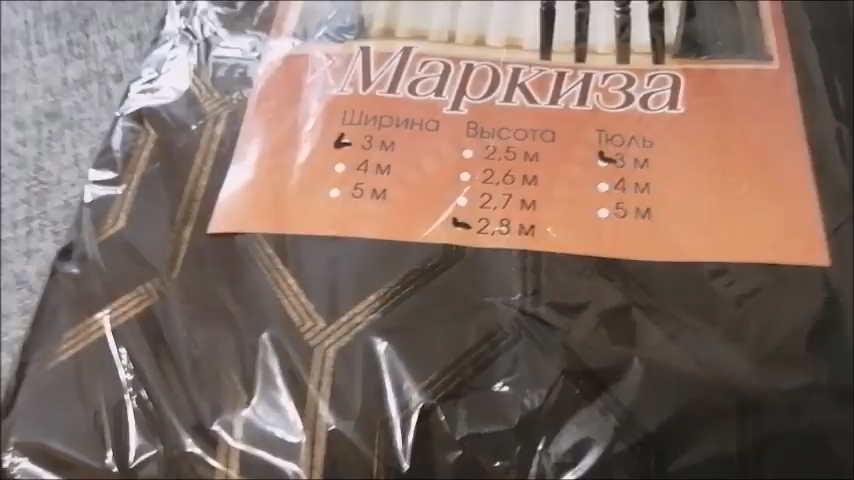 Маркиза
Ширина Высота Тюль
3 м 2,5 м 3 м
4 м 2,6 м 4 м
5 м 2,7 м 5 м
2,8 м